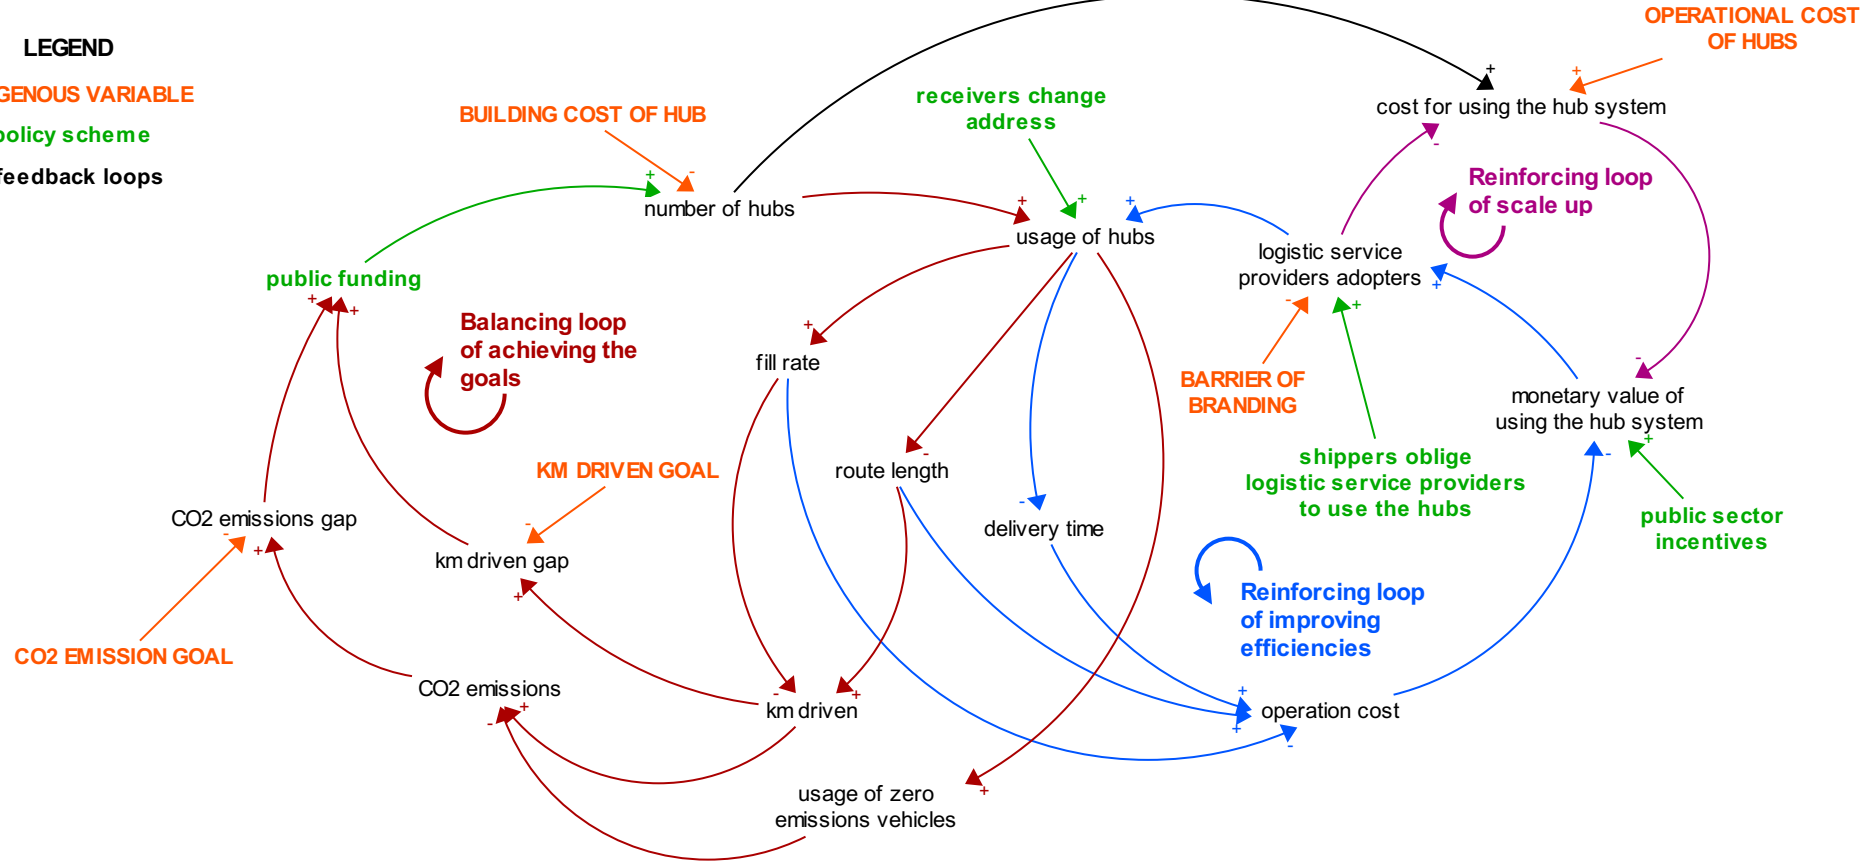 LEGEND
GENOUS VARIABLE
policy scheme
feedback loops
OPERATIONAL COST
OF HUBS
+
+
cost for using the hub system
-
BUILDING COST OF HUB
-
+
number of hubs
receivers change
address
+
+
+
usage of hubs
Reinforcing loop
of scale up
logistic service
providers adopters
+
-
+
public funding
+
+
Balancing loop
of achieving the
goals
+
fill rate
BARRIER OF
BRANDING
-
monetary value of
using the hub system
-
+
shippers oblige
logistic service providers
to use the hubs
public sector
incentives
-
route length
KM DRIVEN GOAL
-
CO2 emissions gap
-
+
km driven gap
+
-
delivery time
Reinforcing loop
of improving
efficiencies
CO2 EMISSION GOAL
CO2 emissions
-
+
-
+
km driven
+
+
-
operation cost
usage of zero
emissions vehicles
+